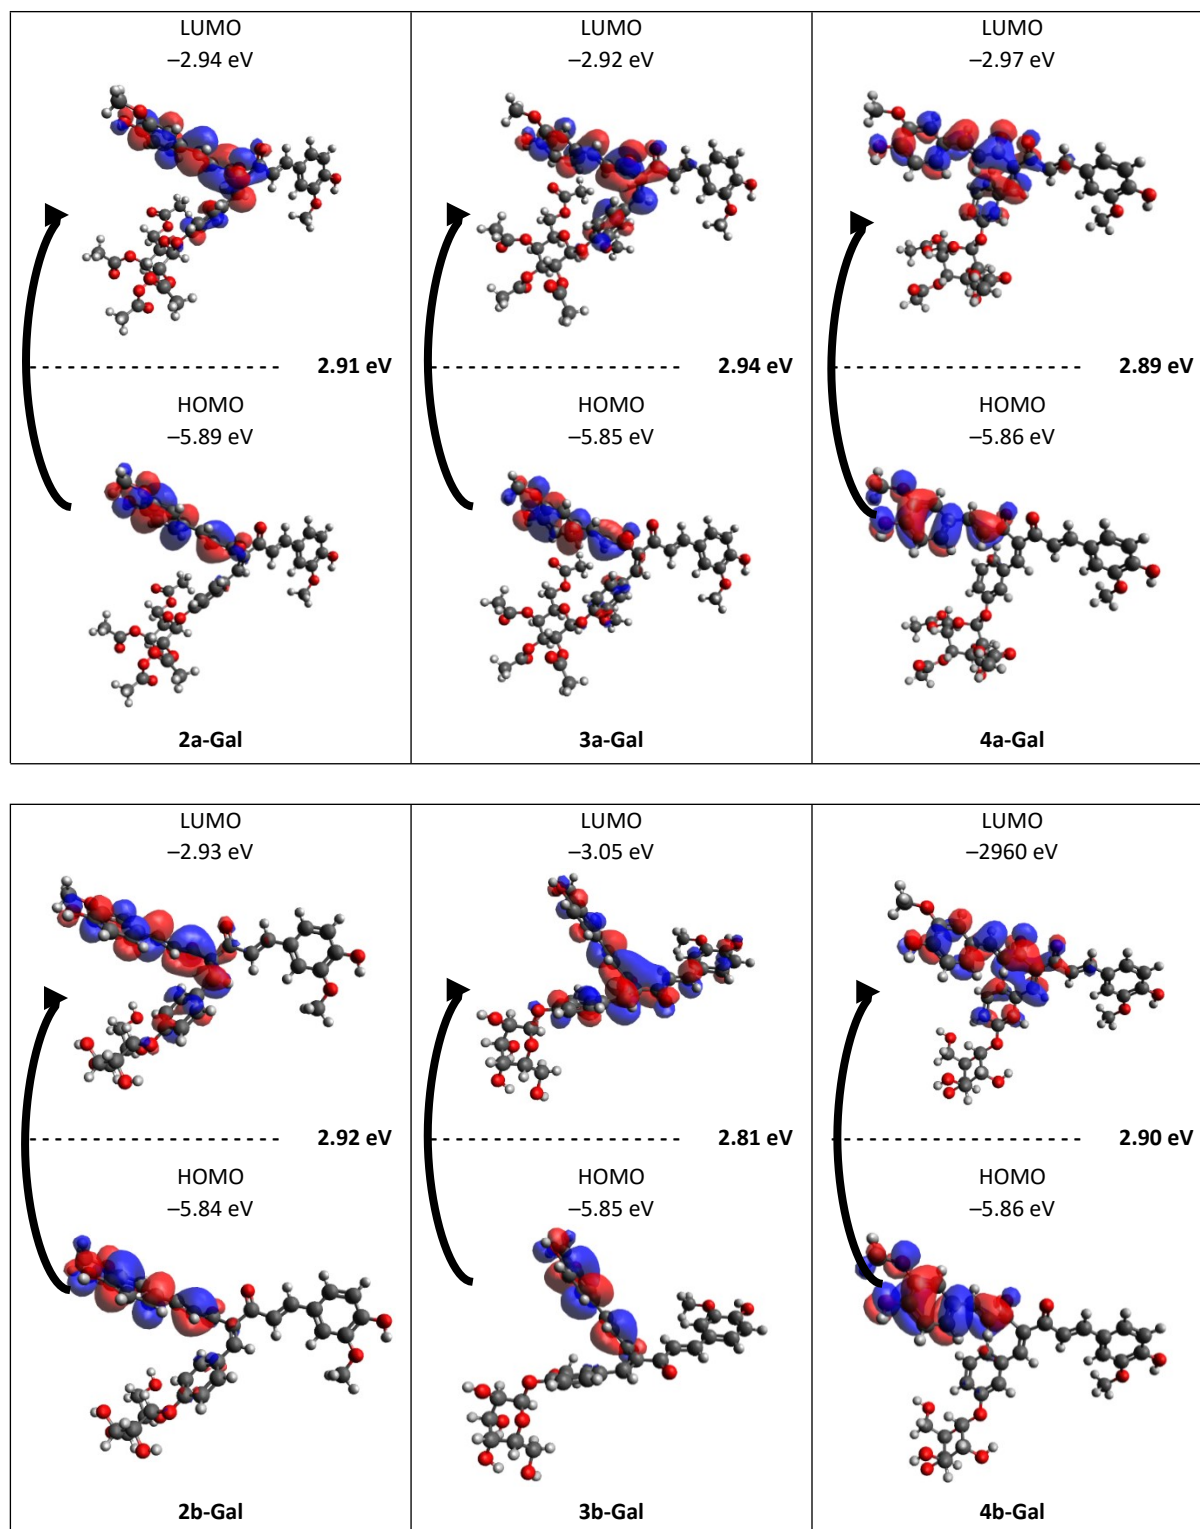 LUMO
–2.94 eV
2.91 eV
HOMO
–5.89 eV
2a-Gal
LUMO
–2.92 eV
2.94 eV
HOMO
–5.85 eV
3a-Gal
LUMO
–2.97 eV
2.89 eV
HOMO
–5.86 eV
4a-Gal
LUMO
–2.93 eV
2.92 eV
HOMO
–5.84 eV
2b-Gal
LUMO
–3.05 eV
2.81 eV
HOMO
–5.85 eV
3b-Gal
LUMO
–2960 eV
2.90 eV
HOMO
–5.86 eV
4b-Gal